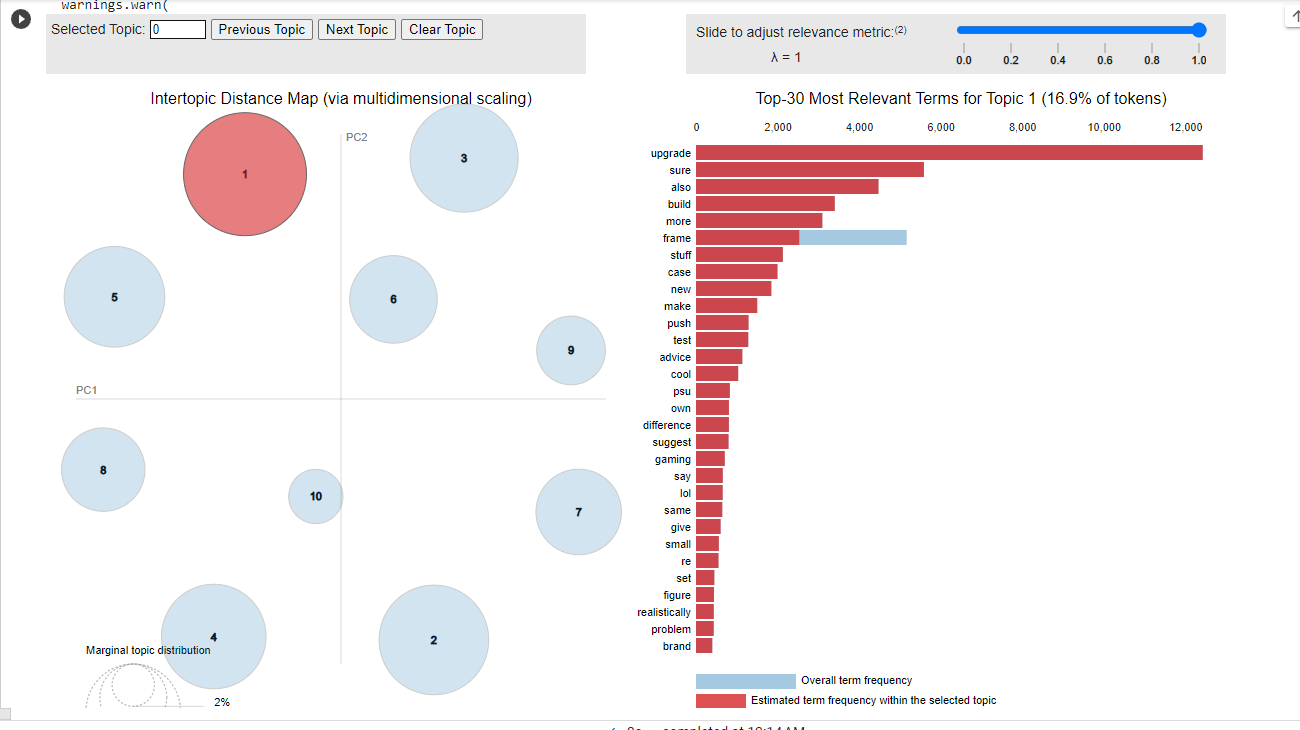 warnings.warn(
Selected Topic: 0 Previous Topic Next Topic Clear Topic
Slide to adjust relevance metric:(2)
λ = 1
0.0 0.2 0.4 0.6 0.8 1.0
Intertopic Distance Map (via multidimensional scaling)
PC2
PC1
1
3
5
6
9
8
10
7
4
2
Marginal topic distribution
2%
Top-30 Most Relevant Terms for Topic 1 (16.9% of tokens)
0 2,000 4,000 6,000 8,000 10,000 12,000
upgrade
sure
also
build
more
frame
stuff
case
new
make
push
test
advice
cool
psu
own
difference
suggest
gaming
say
lol
same
give
small
re
set
figure
realistically
problem
brand
Overall term frequency
Estimated term frequency within the selected topic